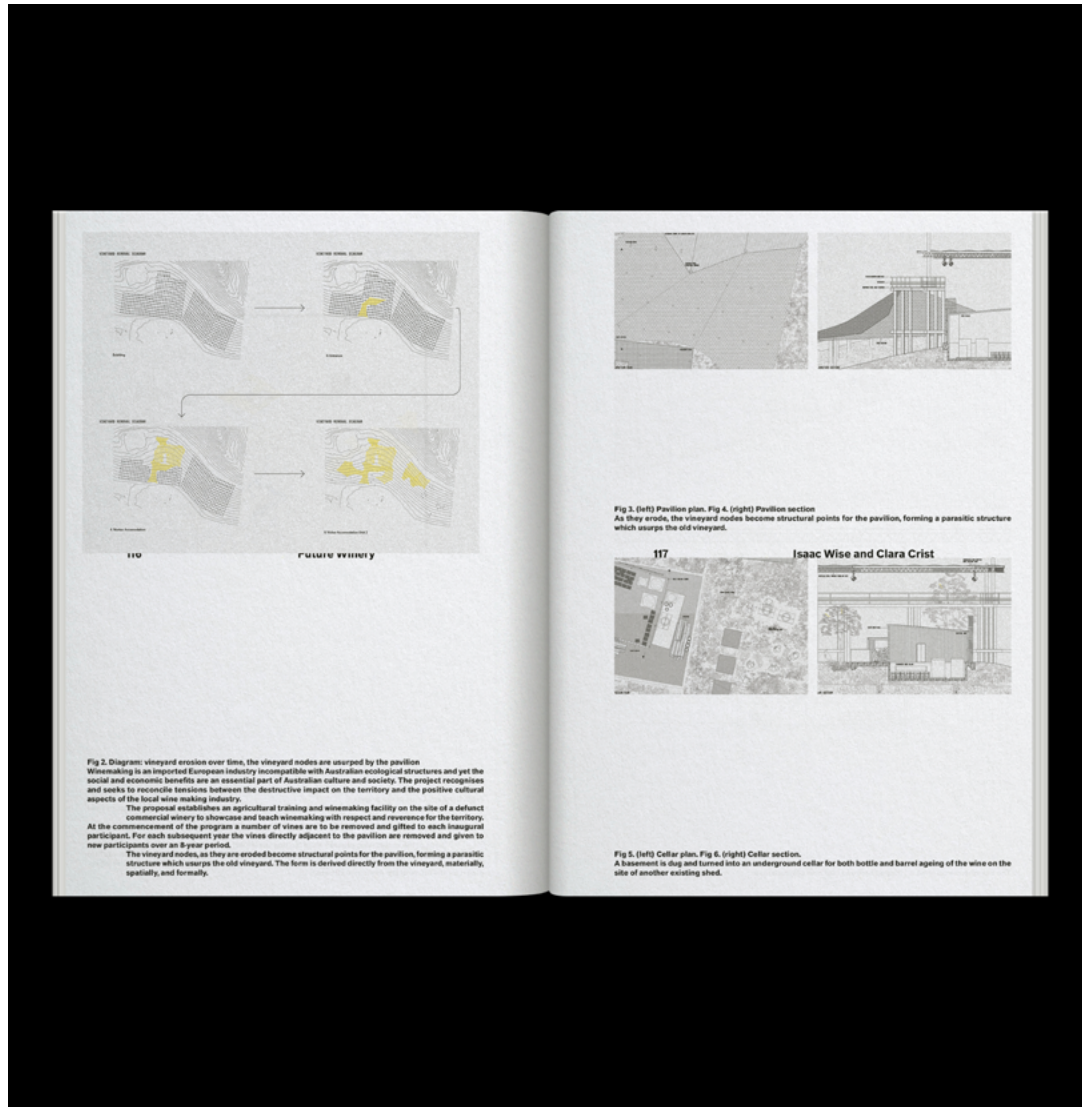 VINEYARD REMOVAL DIAGRAM
VINEYARD REMOVAL DIAGRAM
VINEYARD REMOVAL DIAGRAM
VINEYARD REMOVAL DIAGRAM
116
Future Winery
Fig 2. Diagram: vineyard erosion over time, the vineyard nodes are usurped by the pavilion
Winemaking is an imported European industry incompatible with Australian ecological structures and yet the
social and economic benefits are an essential part of Australian culture and society. The project recognises
and seeks to reconcile tensions between the destructive impact on the territory and the positive cultural
aspects of the local wine making industry.
The proposal establishes an agricultural training and winemaking facility on the site of a defunct
commercial winery to showcase and teach winemaking with respect and reverence for the territory.
At the commencement of the program a number of vines are to be removed and gifted to each inaugural
participant. For each subsequent year the vines directly adjacent to the pavilion are removed and given to
new participants over an 8-year period.
The vineyard nodes, as they are eroded become structural points for the pavilion, forming a parasitic
structure which usurps the old vineyard. The form is derived directly from the vineyard, materially,
spatially, and formally.
Fig 3. (left) Pavilion plan. Fig 4. (right) Pavilion section
As they erode, the vineyard nodes become structural points for the pavilion, forming a parasitic structure
which usurps the old vineyard.
117
Isaac Wise and Clara Crist
Fig 5. (left) Cellar plan. Fig 6. (right) Cellar section.
A basement is dug and turned into an underground cellar for both bottle and barrel ageing of the wine on the
site of another existing shed.